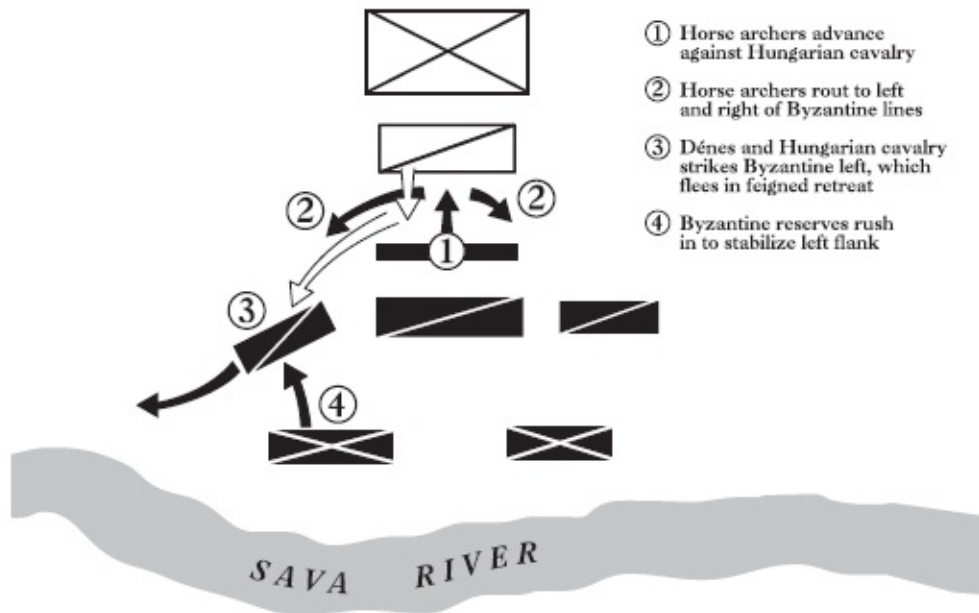 ① Horse archers advance
against Hungarian cavalry
② Horse archers rout to left
and right of Byzantine lines
③ Dénes and Hungarian cavalry
strikes Byzantine left, which
flees in feigned retreat
④ Byzantine reserves rush
in to stabilize left flank
②
②
①
③
④
SAVA RIVER